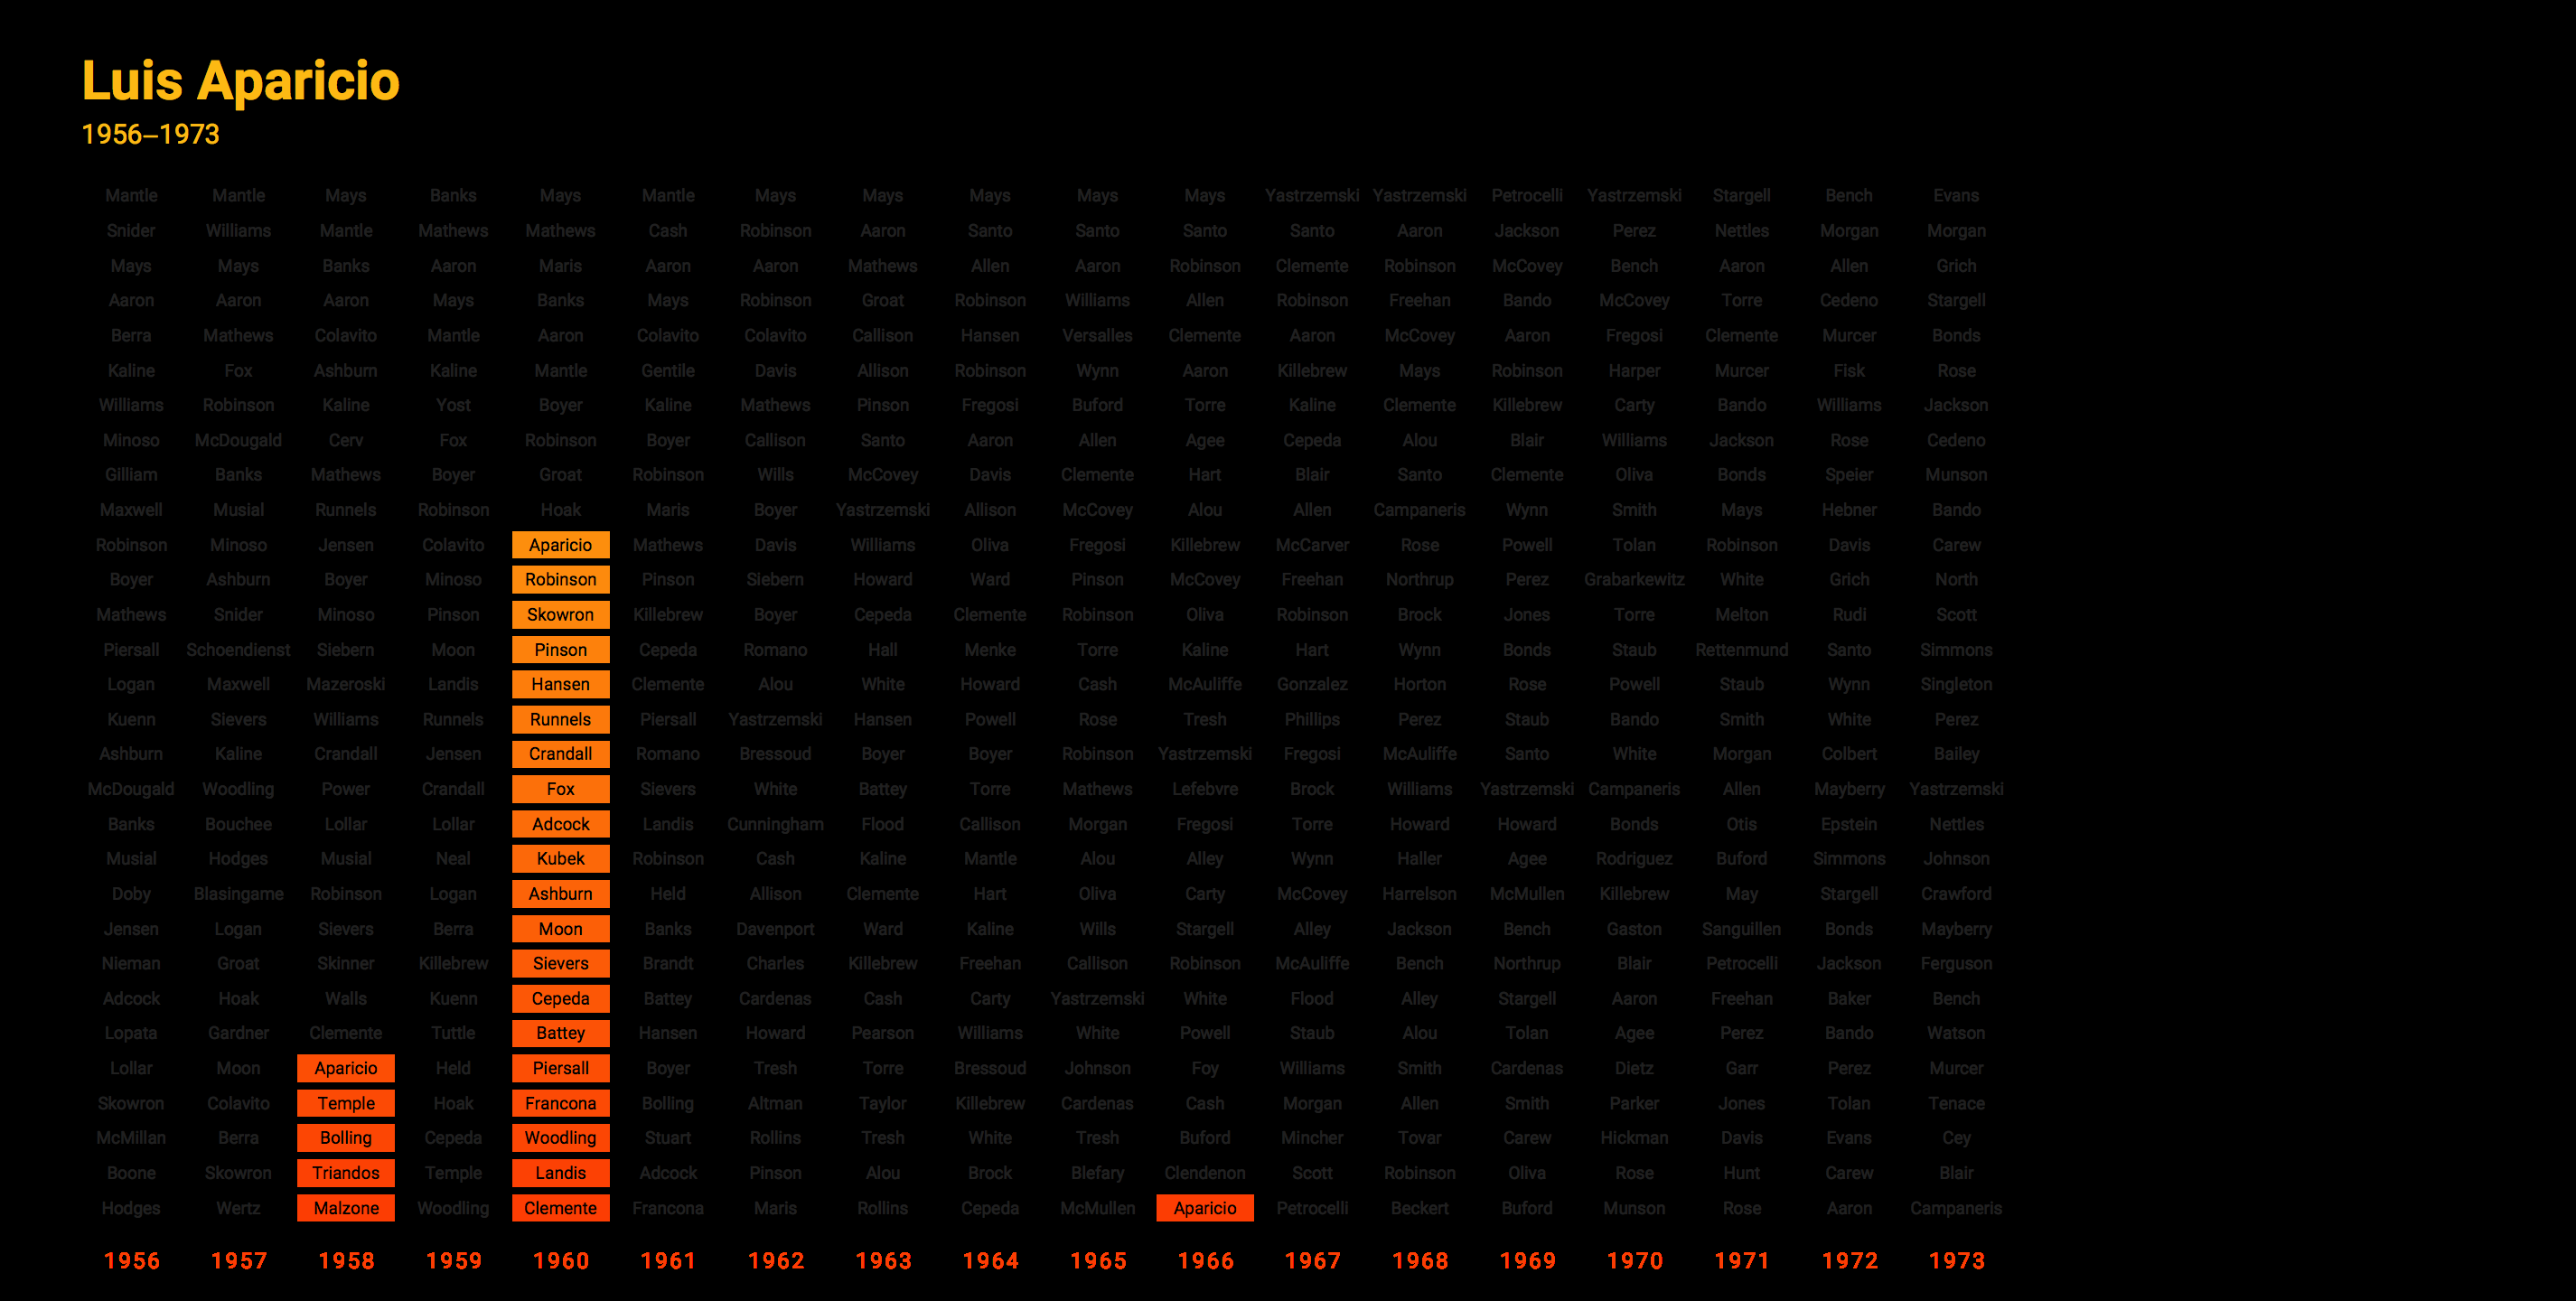 Luis Aparicio
1956–1973
Mantle Mantle Mays Banks Mays Mantle Mays Mays Mays Mays Mays Yastrzemski Yastrzemski Petrocelli Yastrzemski Stargell Bench Evans
Snider Williams Mantle Mathews Mathews Cash Robinson Aaron Santo Santo Santo Santo Aaron Jackson Perez Nettles Morgan Morgan
Mays Mays Banks Aaron Maris Aaron Aaron Mathews Allen Aaron Robinson Clemente Robinson McCovey Bench Aaron Allen Grich
Aaron Aaron Aaron Mays Banks Mays Robinson Groat Robinson Williams Allen Robinson Freehan Bando McCovey Torre Cedeno Stargell
Berra Mathews Colavito Mantle Aaron Colavito Colavito Callison Hansen Versalles Clemente Aaron McCovey Aaron Fregosi Clemente Murcer Bonds
Kaline Fox Ashburn Kaline Mantle Gentile Davis Allison Robinson Wynn Aaron Killebrew Mays Robinson Harper Murcer Fisk Rose
Williams Robinson Kaline Yost Boyer Kaline Mathews Pinson Fregosi Buford Torre Kaline Clemente Killebrew Carty Bando Williams Jackson
Minoso McDougald Cerv Fox Robinson Boyer Callison Santo Aaron Allen Agee Cepeda Alou Blair Williams Jackson Rose Cedeno
Gilliam Banks Mathews Boyer Groat Robinson Wills McCovey Davis Clemente Hart Blair Santo Clemente Oliva Bonds Speier Munson
Maxwell Musial Runnels Robinson Hoak Maris Boyer Yastrzemski Allison McCovey Alou Allen Campaneris Wynn Smith Mays Hebner Bando
Robinson Minoso Jensen Colavito Aparicio Mathews Davis Williams Oliva Fregosi Killebrew McCarver Rose Powell Tolan Robinson Davis Carew
Boyer Ashburn Boyer Minoso Robinson Pinson Siebern Howard Ward Pinson McCovey Freehan Northrup Perez Grabarkewitz White Grich North
Mathews Snider Minoso Pinson Skowron Killebrew Boyer Cepeda Clemente Robinson Oliva Robinson Brock Jones Torre Melton Rudi Scott
Piersall Schoendienst Siebern Moon Pinson Cepeda Romano Hall Menke Torre Kaline Hart Wynn Bonds Staub Rettenmund Santo Simmons
Logan Maxwell Mazeroski Landis Hansen Clemente Alou White Howard Cash McAuliffe Gonzalez Horton Rose Powell Staub Wynn Singleton
Kuenn Sievers Williams Runnels Runnels Piersall Yastrzemski Hansen Powell Rose Tresh Phillips Perez Staub Bando Smith White Perez
Ashburn Kaline Crandall Jensen Crandall Romano Bressoud Boyer Boyer Robinson Yastrzemski Fregosi McAuliffe Santo White Morgan Colbert Bailey
McDougald Woodling Power Crandall Fox Sievers White Battey Torre Mathews Lefebvre Brock Williams Yastrzemski Campaneris Allen Mayberry Yastrzemski
Banks Bouchee Lollar Lollar Adcock Landis Cunningham Flood Callison Morgan Fregosi Torre Howard Howard Bonds Otis Epstein Nettles
Musial Hodges Musial Neal Kubek Robinson Cash Kaline Mantle Alou Alley Wynn Haller Agee Rodriguez Buford Simmons Johnson
Doby Blasingame Robinson Logan Ashburn Held Allison Clemente Hart Oliva Carty McCovey Harrelson McMullen Killebrew May Stargell Crawford
Jensen Logan Sievers Berra Moon Banks Davenport Ward Kaline Wills Stargell Alley Jackson Bench Gaston Sanguillen Bonds Mayberry
Nieman Groat Skinner Killebrew Sievers Brandt Charles Killebrew Freehan Callison Robinson McAuliffe Bench Northrup Blair Petrocelli Jackson Ferguson
Adcock Hoak Walls Kuenn Cepeda Battey Cardenas Cash Carty Yastrzemski White Flood Alley Stargell Aaron Freehan Baker Bench
Lopata Gardner Clemente Tuttle Battey Hansen Howard Pearson Williams White Powell Staub Alou Tolan Agee Perez Bando Watson
Lollar Moon Aparicio Held Piersall Boyer Tresh Torre Bressoud Johnson Foy Williams Smith Cardenas Dietz Garr Perez Murcer
Skowron Colavito Temple Hoak Francona Bolling Altman Taylor Killebrew Cardenas Cash Morgan Allen Smith Parker Jones Tolan Tenace
McMillan Berra Bolling Cepeda Woodling Stuart Rollins Tresh White Tresh Buford Mincher Tovar Carew Hickman Davis Evans Cey
Boone Skowron Triandos Temple Landis Adcock Pinson Alou Brock Blefary Clendenon Scott Robinson Oliva Rose Hunt Carew Blair
Hodges Wertz Malzone Woodling Clemente Francona Maris Rollins Cepeda McMullen Aparicio Petrocelli Beckert Buford Munson Rose Aaron Campaneris
1956 1957 1958 1959 1960 1961 1962 1963 1964 1965 1966 1967 1968 1969 1970 1971 1972 1973